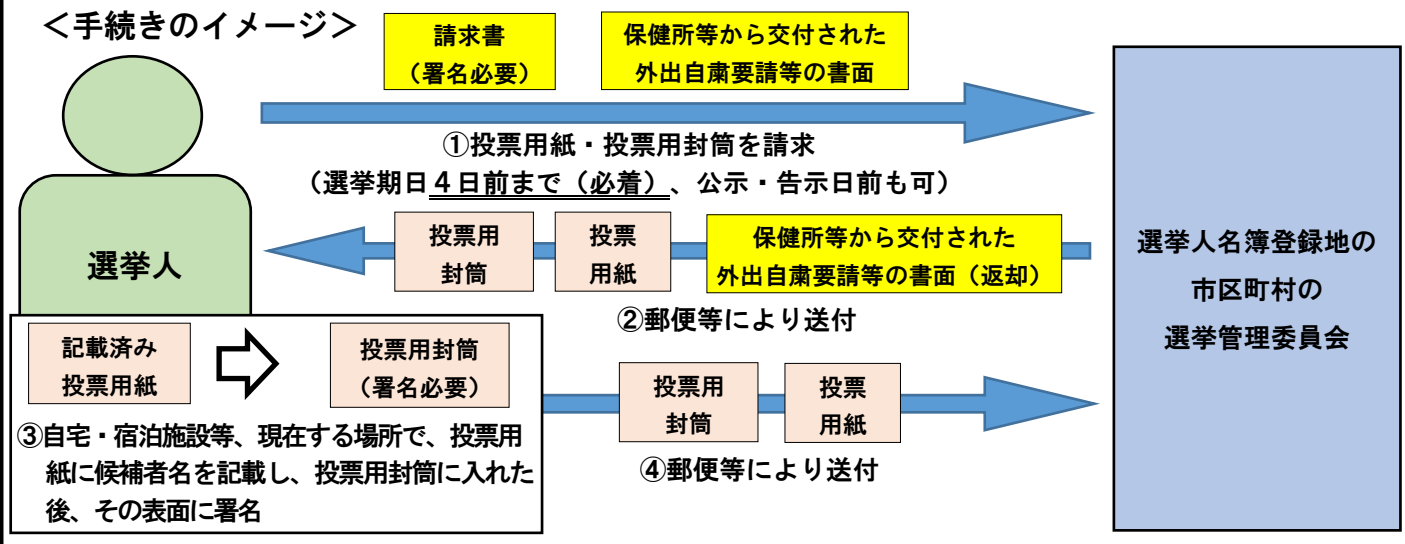 ＜手続きのイメージ＞
請求書
（署名必要）
保健所等から交付された
外出自粛要請等の書面
①投票用紙・投票用封筒を請求
（選挙期日４日前まで（必着）、公示・告示日前も可）
選挙人
投票用
封筒
投票
用紙
保健所等から交付された
外出自粛要請等の書面（返却）
②郵便等により送付
選挙人名簿登録地の
市区町村の
選挙管理委員会
記載済み
投票用紙
投票用封筒
（署名必要）
③自宅・宿泊施設等、現在する場所で、投票用
紙に候補者名を記載し、投票用封筒に入れた
後、その表面に署名
投票用
封筒
投票
用紙
④郵便等により送付